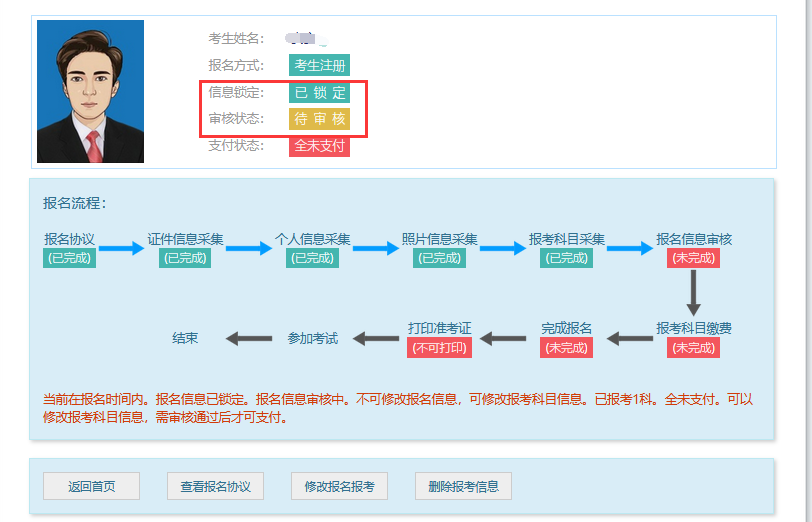 考生姓名：
报名方式： 考生注册
信息锁定： 已 锁 定
审核状态： 待 审 核
支付状态： 全未支付
报名流程：
报名协议 证件信息采集 个人信息采集 照片信息采集 报考科目采集 报名信息审核
(已完成) (已完成) (已完成) (已完成) (已完成) (未完成)
结束 参加考试 打印准考证 完成报名 报考科目缴费
(不可打印) (未完成) (未完成)
当前在报名时间内。报名信息已锁定。报名信息审核中。不可修改报名信息，可修改报考科目信息。已报考1科。全未支付。可以
修改报考科目信息，需审核通过后才可支付。
返回首页 查看报名协议 修改报名报考 删除报考信息